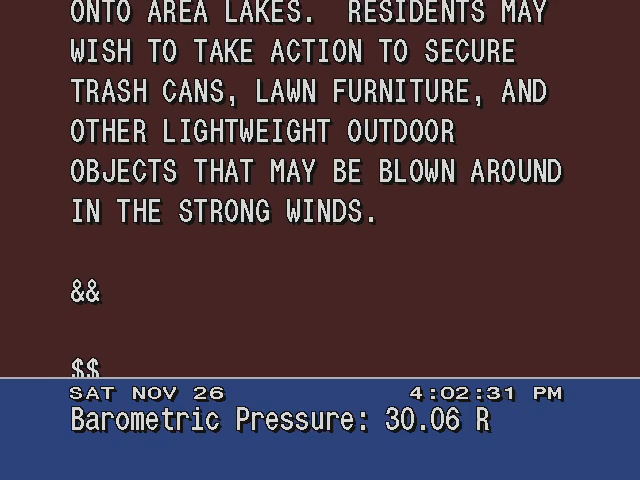 ONTO AREA LAKES. RESIDENTS MAY
WISH TO TAKE ACTION TO SECURE
TRASH CANS, LAWN FURNITURE, AND
OTHER LIGHTWEIGHT OUTDOOR
OBJECTS THAT MAY BE BLOWN AROUND
IN THE STRONG WINDS.
&&
$$
SAT NOV 26 4:02:31 PM
Barometric Pressure: 30.06 R